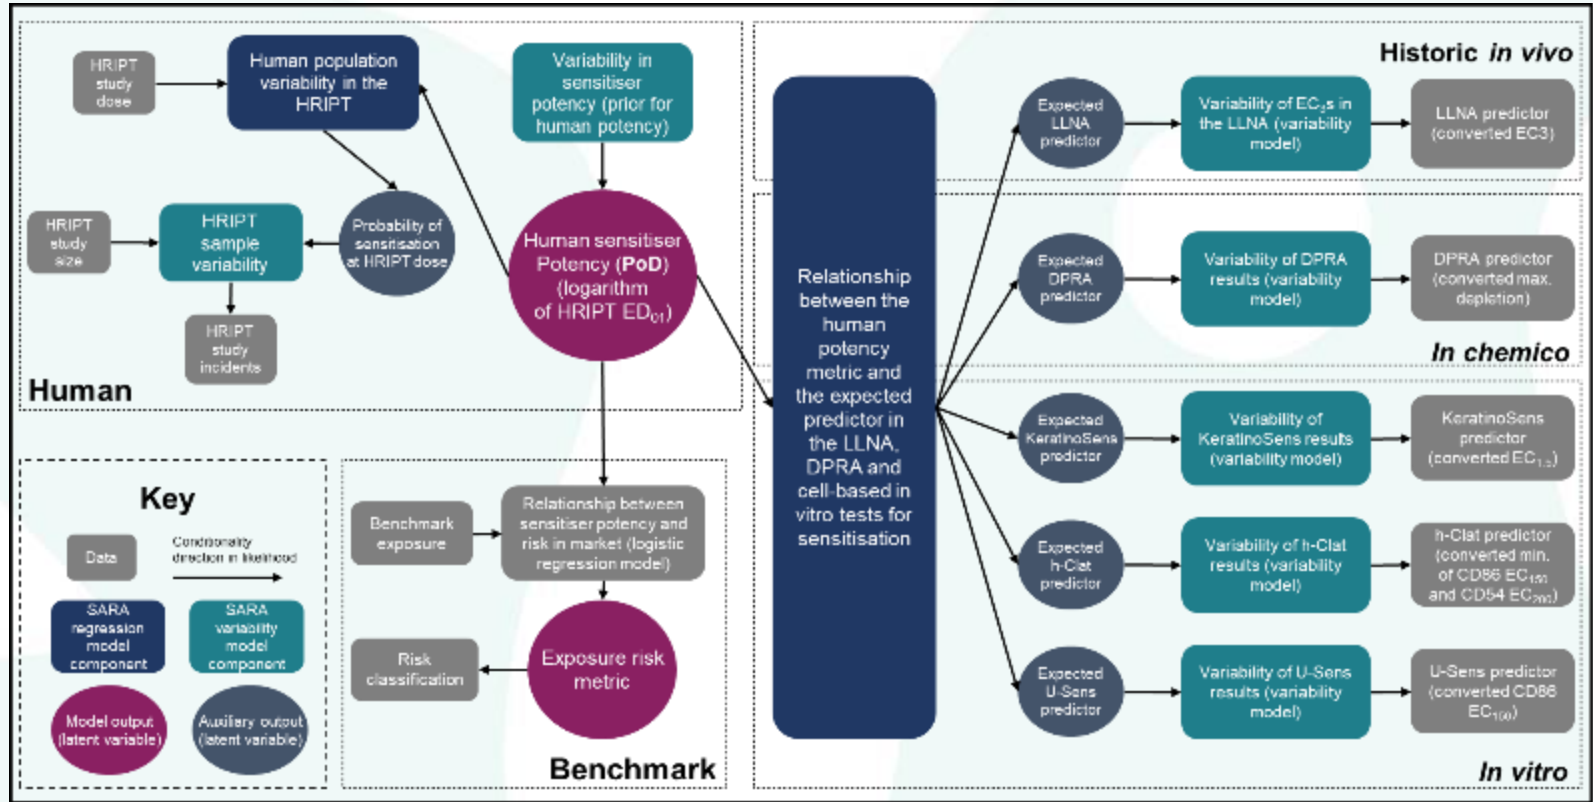 HRIPT
study
dose
Human population
variability in the
HRIPT
Variability in
sensitiser
potency (prior for
human potency)
HRIPT
study
size
HRIPT
sample
variability
Probability of
sensitisation
at HRIPT dose
Human sensitiser
Potency (PoD)
(logarithm
of HRIPT ED01)
HRIPT
study
incidents
Human
Key
Data
Conditionality
direction in likelihood
SARA
regression
model
component
SARA
variability
model
component
Model output
(latent variable)
Auxiliary output
(latent variable)
Benchmark
exposure
Relationship between
sensitiser potency and
risk in market (logistic
regression model)
Risk
classification
Exposure risk
metric
Benchmark
Relationship
between the
human
potency
metric and
the expected
predictor in
the LLNA,
DPRA and
cell-based in
vitro tests for
sensitisation
Historic in vivo
Expected
LLNA
predictor
Variability of EC3s in
the LLNA (variability
model)
LLNA predictor
(converted EC3)
Expected
DPRA
predictor
Variability of DPRA
results (variability
model)
DPRA predictor
(converted max.
depletion)
In chemico
Expected
KeratinoSens
predictor
Variability of
KeratinoSens results
(variability model)
KeratinoSens
predictor
(converted EC1.5)
Expected
h-Clat
predictor
Variability of h-Clat
results (variability
model)
h-Clat predictor
(converted min.
of CD86 EC150
and CD54 EC200)
Expected
U-Sens
predictor
Variability of U-Sens
results (variability
model)
U-Sens predictor
(converted CD86
EC150)
In vitro